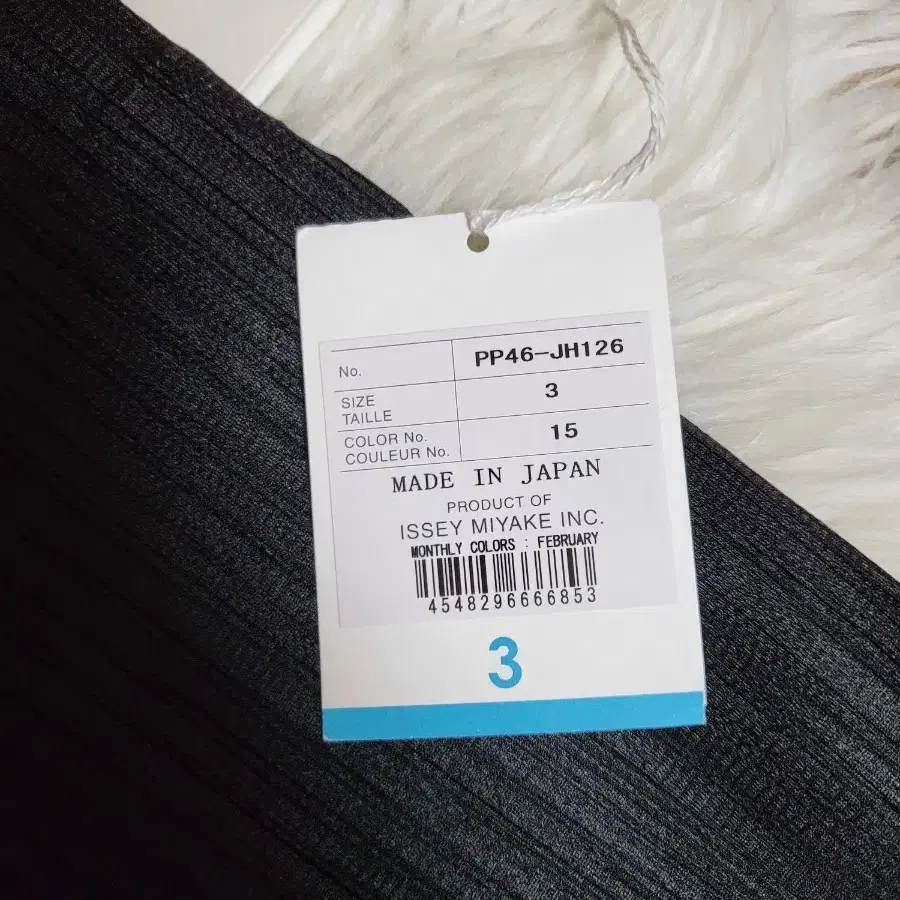 No. PP46-JH126
SIZE
TAILLE 3
COLOR No.
COULEUR No. 15
MADE IN JAPAN
PRODUCT OF
ISSEY MIYAKE INC.
MONTHLY COLORS : FEBRUARY
4548296666853
3